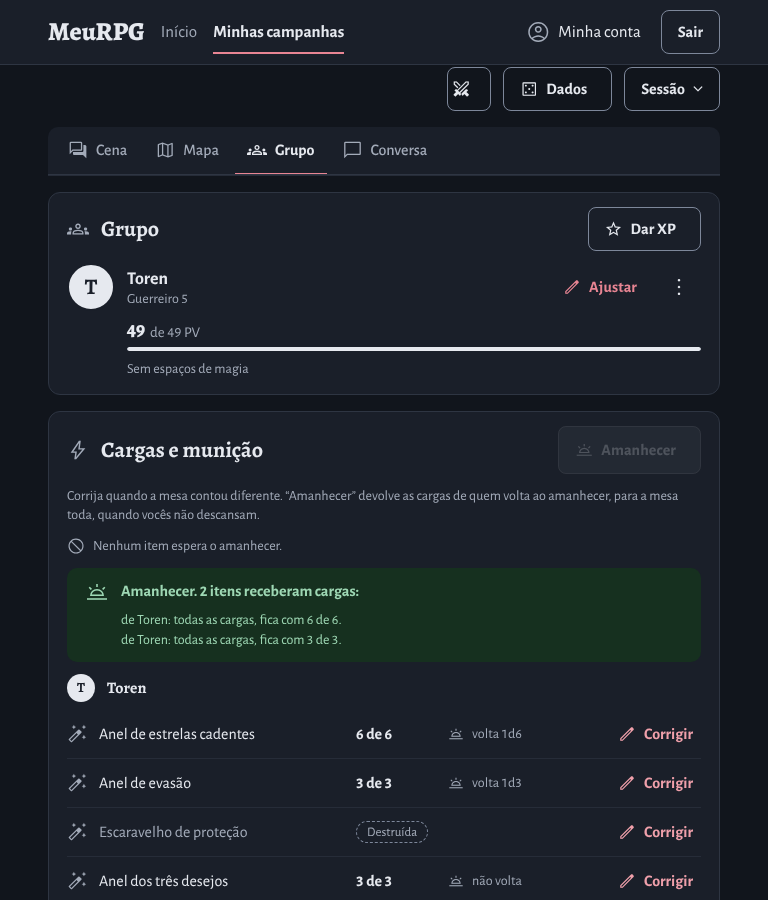 MeuRPG Início Minhas campanhas Minha conta Sair
Dados Sessão
Cena Mapa Grupo Conversa
Grupo Dar XP
T Toren Ajustar
Guerreiro 5
49 de 49 PV
Sem espaços de magia
Cargas e munição Amanhecer
Corrija quando a mesa contou diferente. “Amanhecer” devolve as cargas de quem volta ao amanhecer, para a mesa
toda, quando vocês não descansam.
Nenhum item espera o amanhecer.
Amanhecer. 2 itens receberam cargas:
de Toren: todas as cargas, fica com 6 de 6.
de Toren: todas as cargas, fica com 3 de 3.
T Toren
Anel de estrelas cadentes 6 de 6 volta 1d6 Corrigir
Anel de evasão 3 de 3 volta 1d3 Corrigir
Escaravelho de proteção Destruída Corrigir
Anel dos três desejos 3 de 3 não volta Corrigir